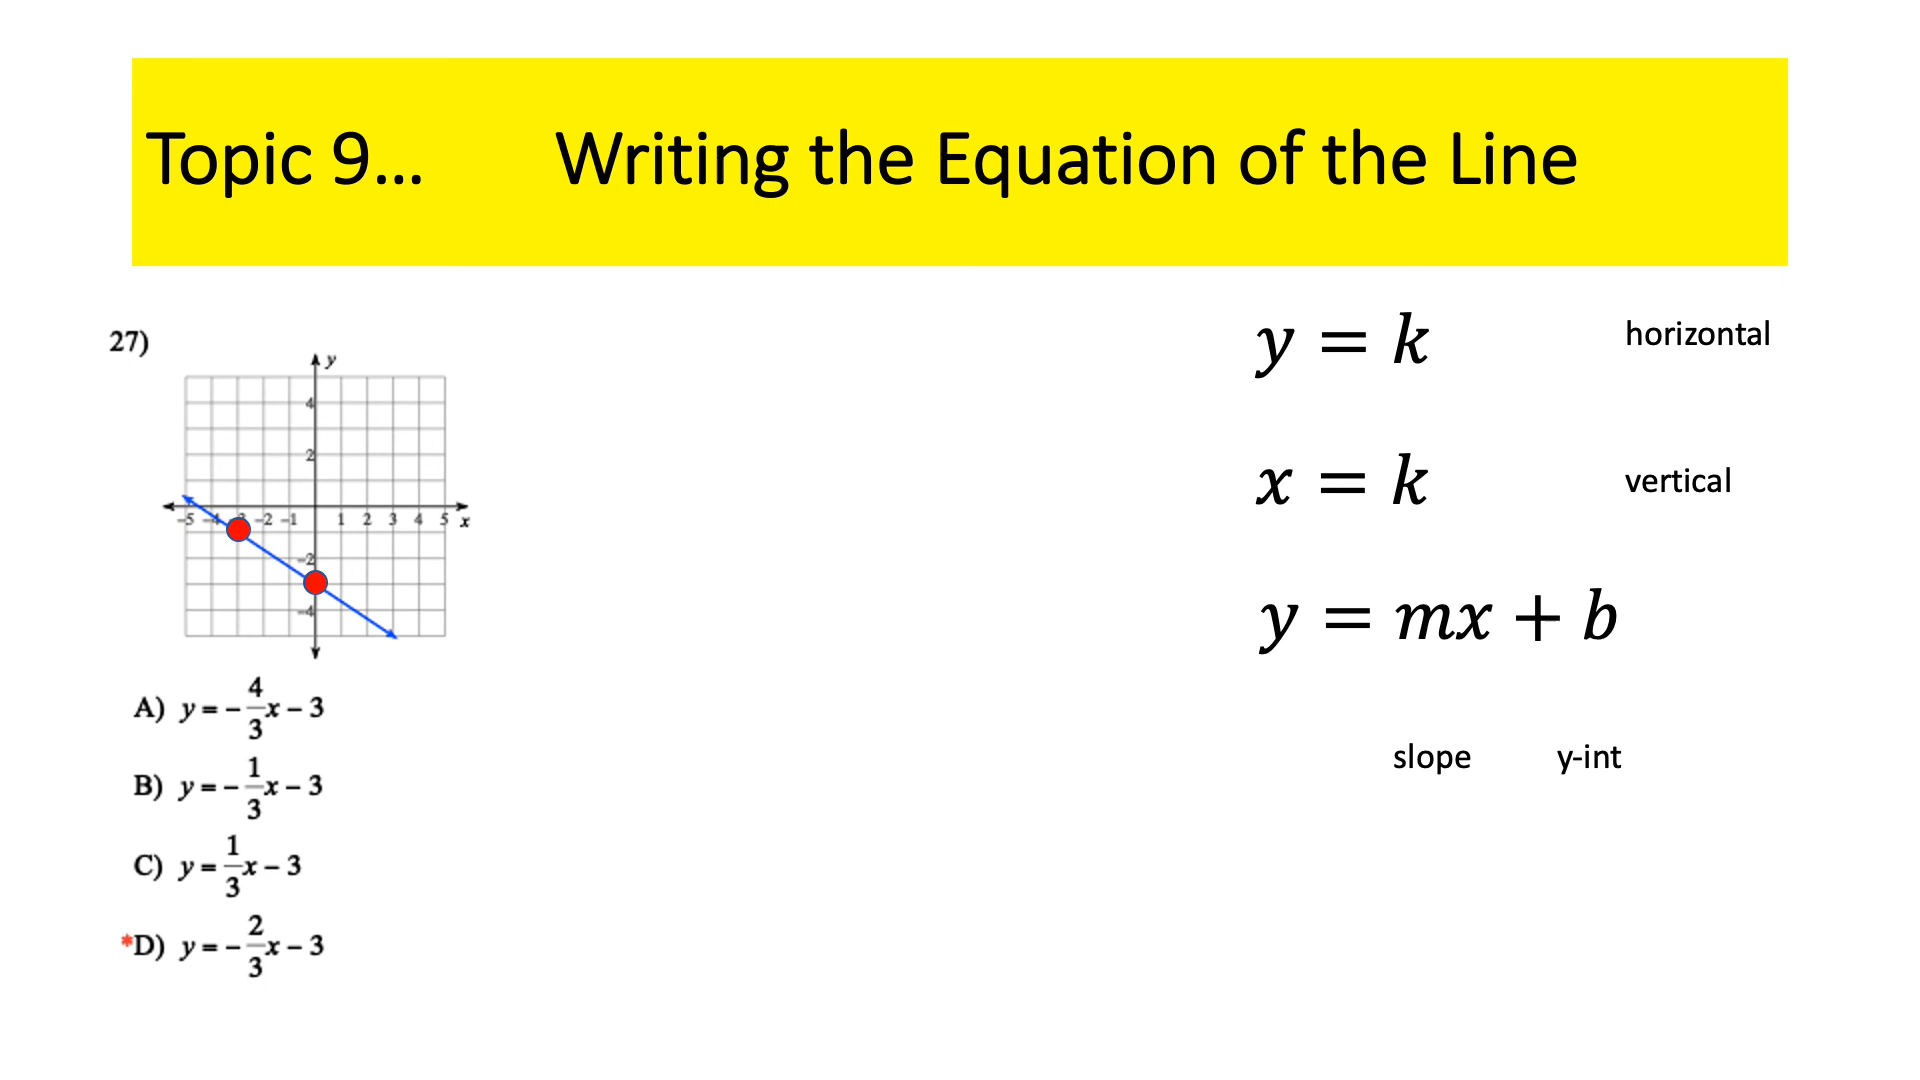 Topic 9... Writing the Equation of the Line
27)
y
4
2
–5 –4 –2 –1 1 2 3 4 5 x
–2
–4
A) y = –4/3x – 3
B) y = –1/3x – 3
C) y = 1/3x – 3
*D) y = –2/3x – 3
y = k horizontal
x = k vertical
y = mx + b
slope y-int